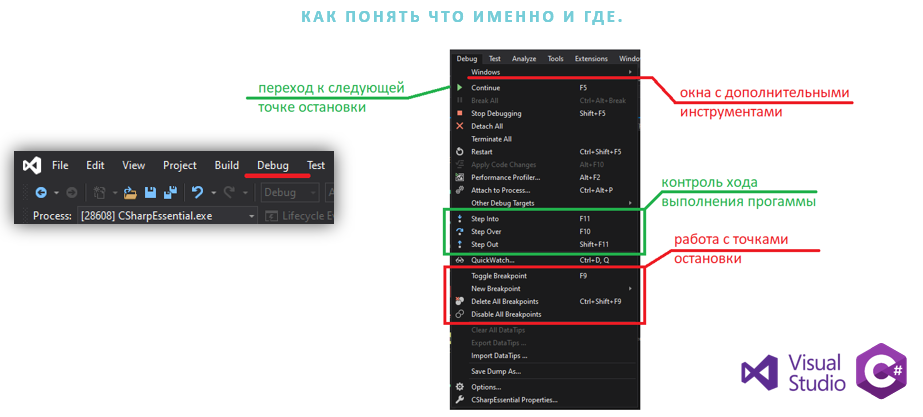 КАК ПОНЯТЬ ЧТО ИМЕННО И ГДЕ.
переход к следующей
точке остановки
File Edit View Project Build Debug Test
Debug
Process: [28608] CSharpEssential.exe Lifecycle
Debug Test Analyze Tools Extensions
Windows
Continue F5
Break All Ctrl+Alt+Break
Stop Debugging Shift+F5
Detach All
Terminate All
Restart Ctrl+Shift+F5
Apply Code Changes Alt+F10
Performance Profiler... Alt+F2
Attach to Process... Ctrl+Alt+P
Other Debug Targets
Step Into F11
Step Over F10
Step Out Shift+F11
QuickWatch... Ctrl+D, Q
Toggle Breakpoint F9
New Breakpoint
Delete All Breakpoints Ctrl+Shift+F9
Disable All Breakpoints
Clear All DataTips
Export DataTips ...
Import DataTips ...
Save Dump As...
Options...
CSharpEssential Properties...
окна с дополнительными
инструментами
контроль хода
выполнения прогаммы
работа с точками
остановки
Visual
Studio
C#